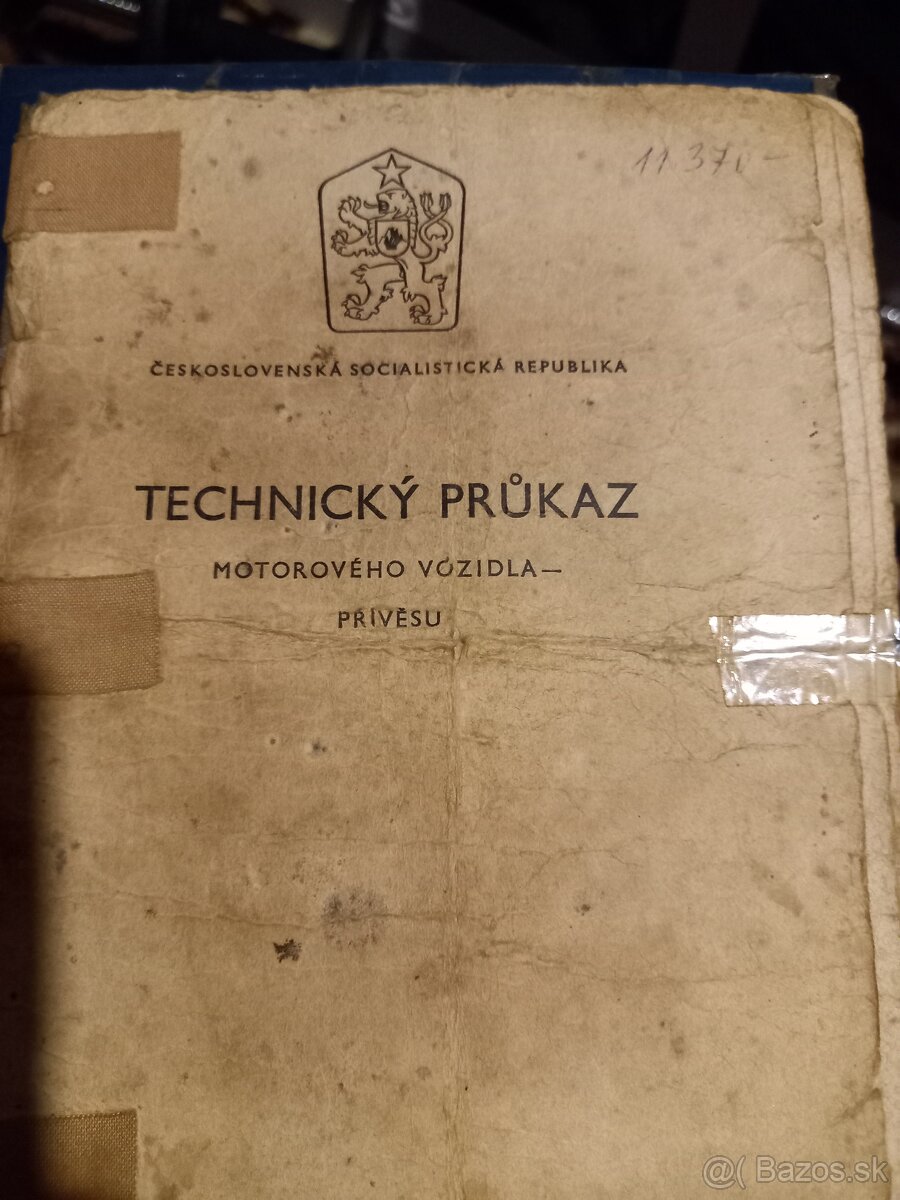 11.370 –
ČESKOSLOVENSKÁ SOCIALISTICKÁ REPUBLIKA
TECHNICKÝ PRŮKAZ
MOTOROVÉHO VOZIDLA—
PŘÍVĚSU
@( Bazos.sk